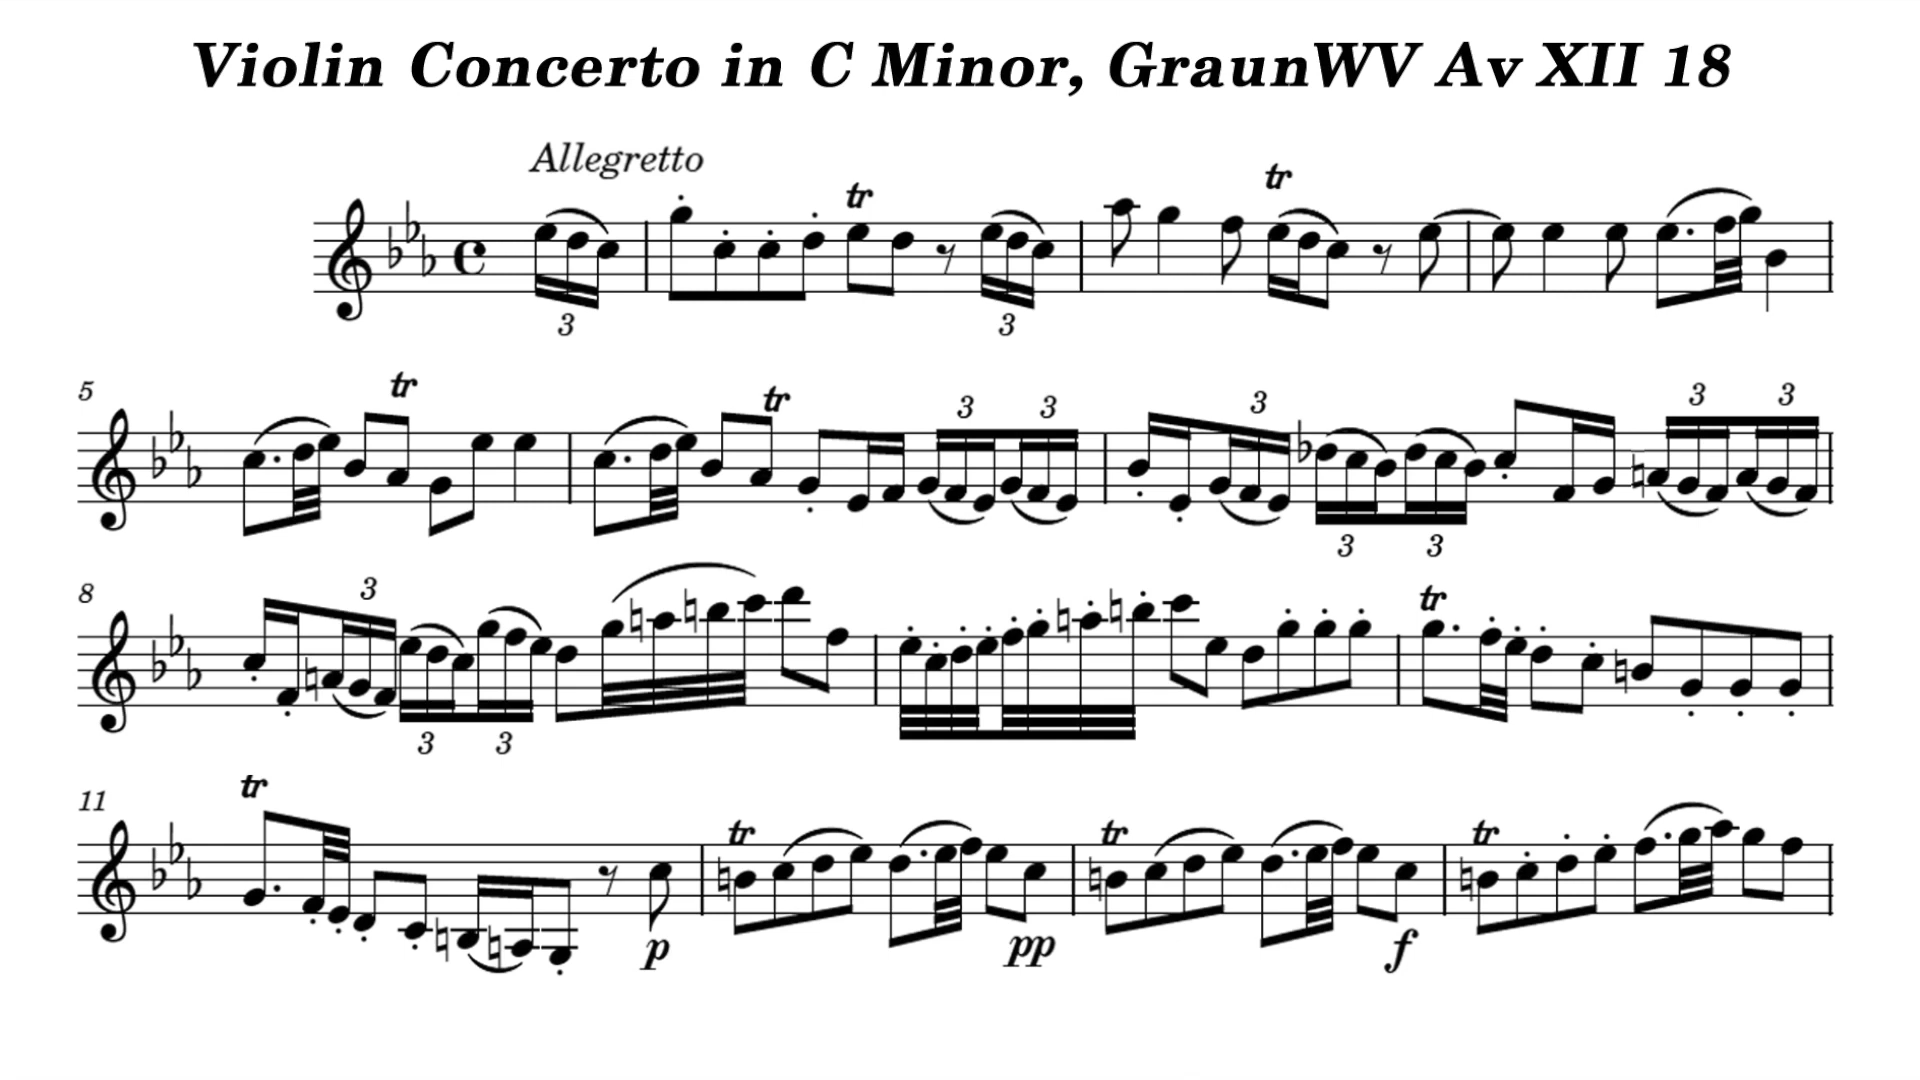 Violin Concerto in C Minor, GraunWV Av XII 18
Allegretto
tr tr
3 3
5 tr tr 3 3 3 3 3
3 3
8 3 tr
3 3
11 tr tr tr tr
p pp f